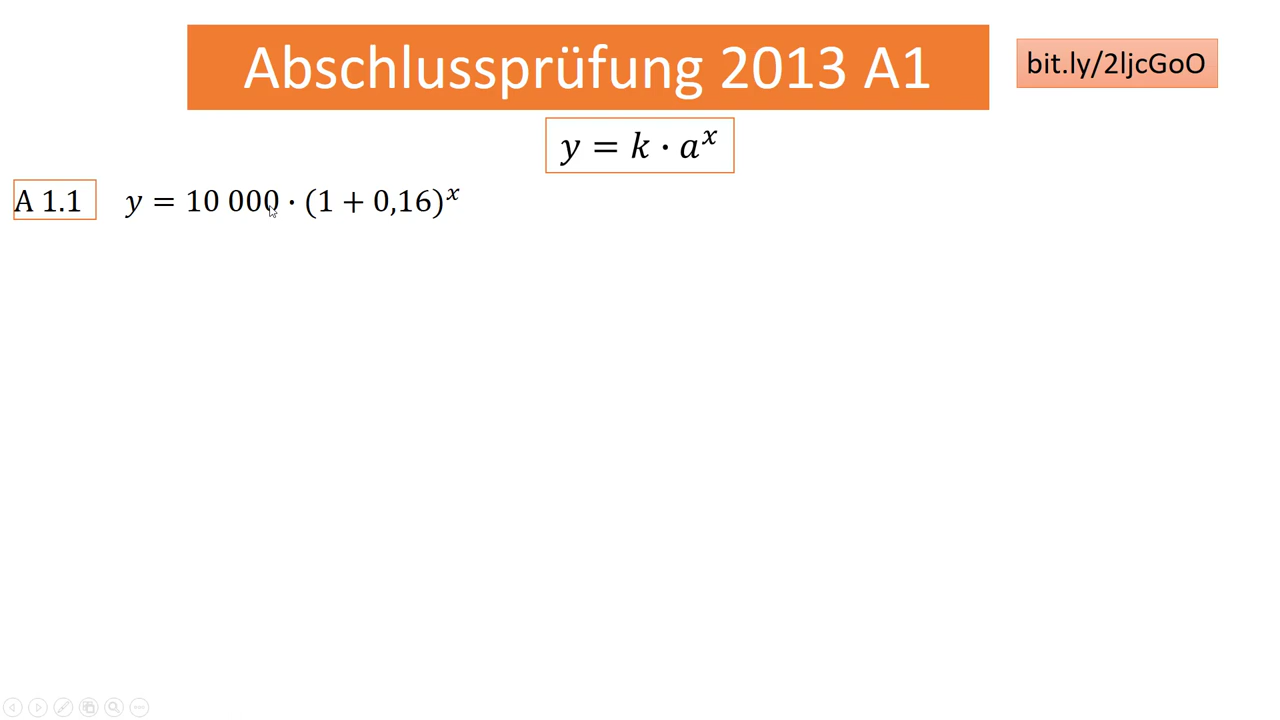 Abschlussprüfung 2013 A1
bit.ly/2ljcGoO
y = k · a^x
A 1.1 y = 10 000 · (1 + 0,16)^x